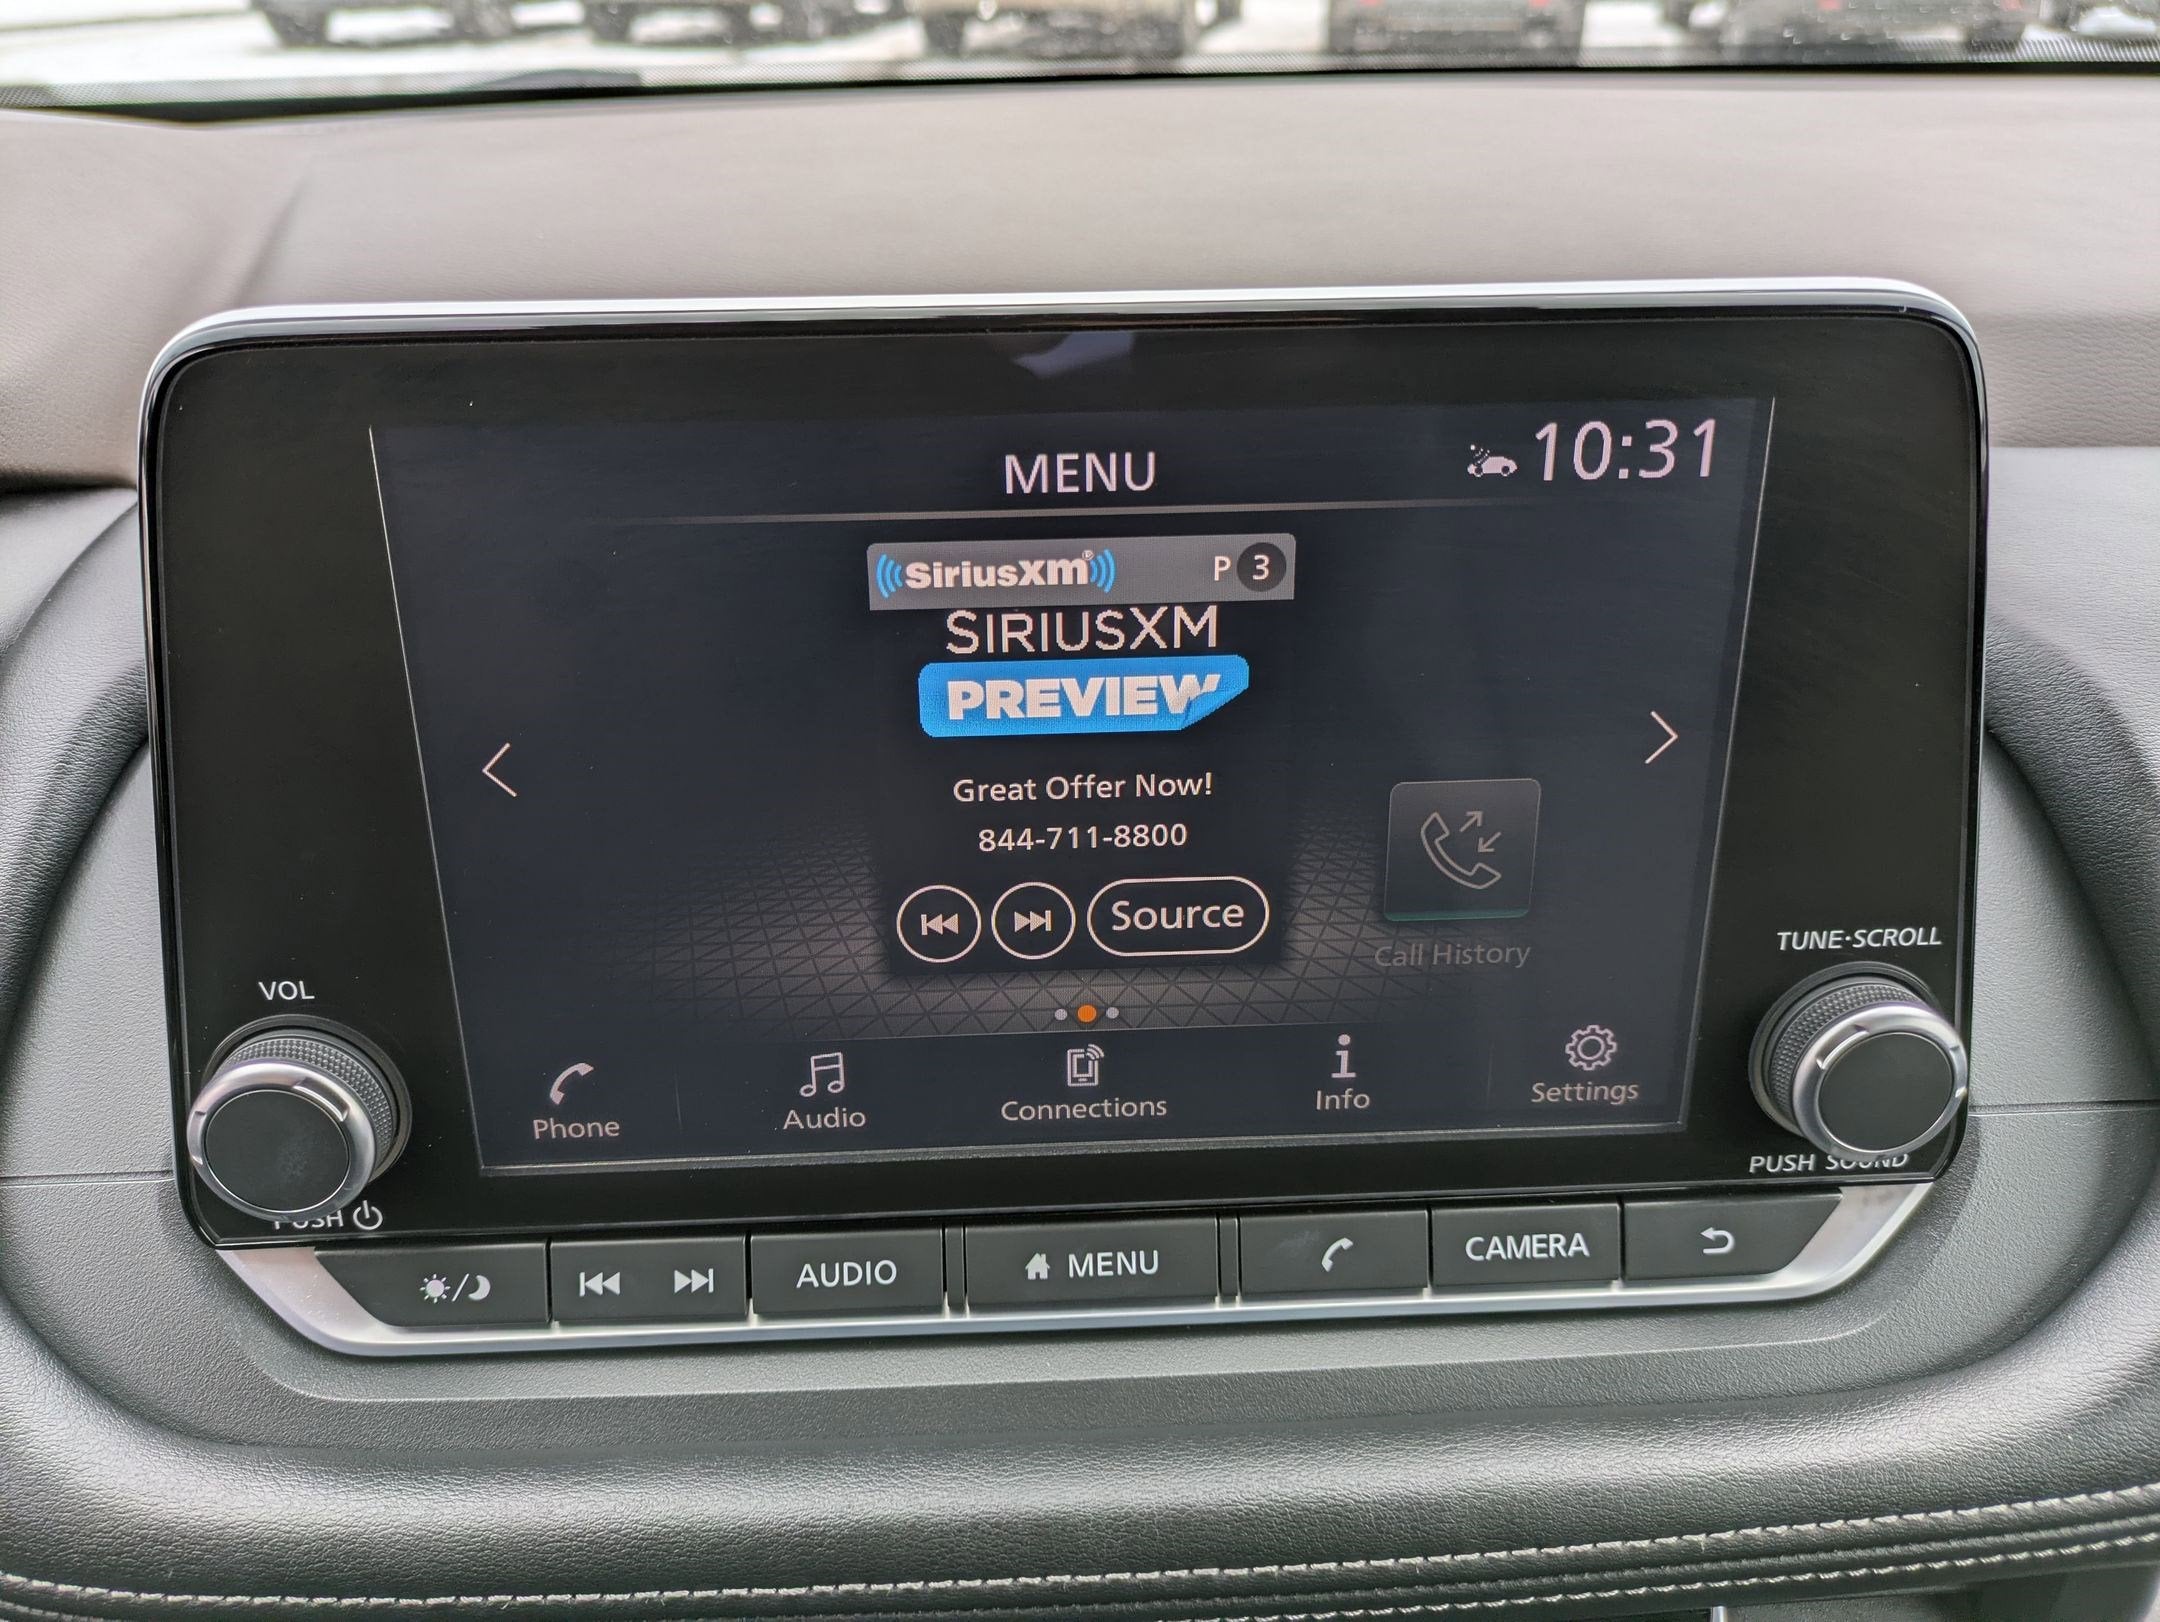 MENU
10:31
SiriusXM® P 3
SIRIUSXM
PREVIEW
Great Offer Now!
844-711-8800
Source
Call History
TUNE·SCROLL
VOL
Phone
Audio
Connections
Info
Settings
PUSH SOUND
PUSH
AUDIO
MENU
CAMERA